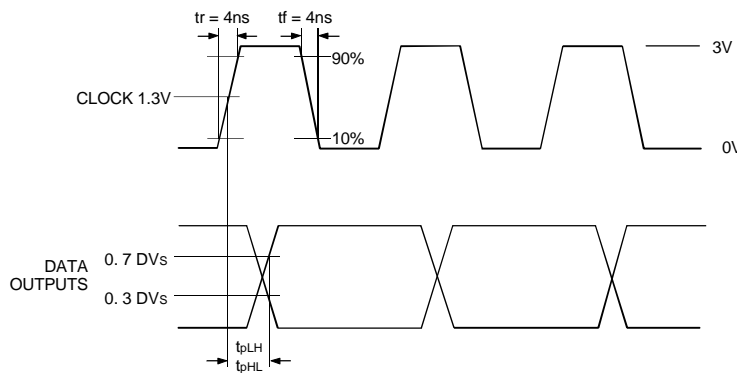 tr = 4ns tf = 4ns
3V
90%
CLOCK 1.3V
10%
0V
0. 7 DVs
DATA
OUTPUTS
0. 3 DVs
tpLH
tpHL